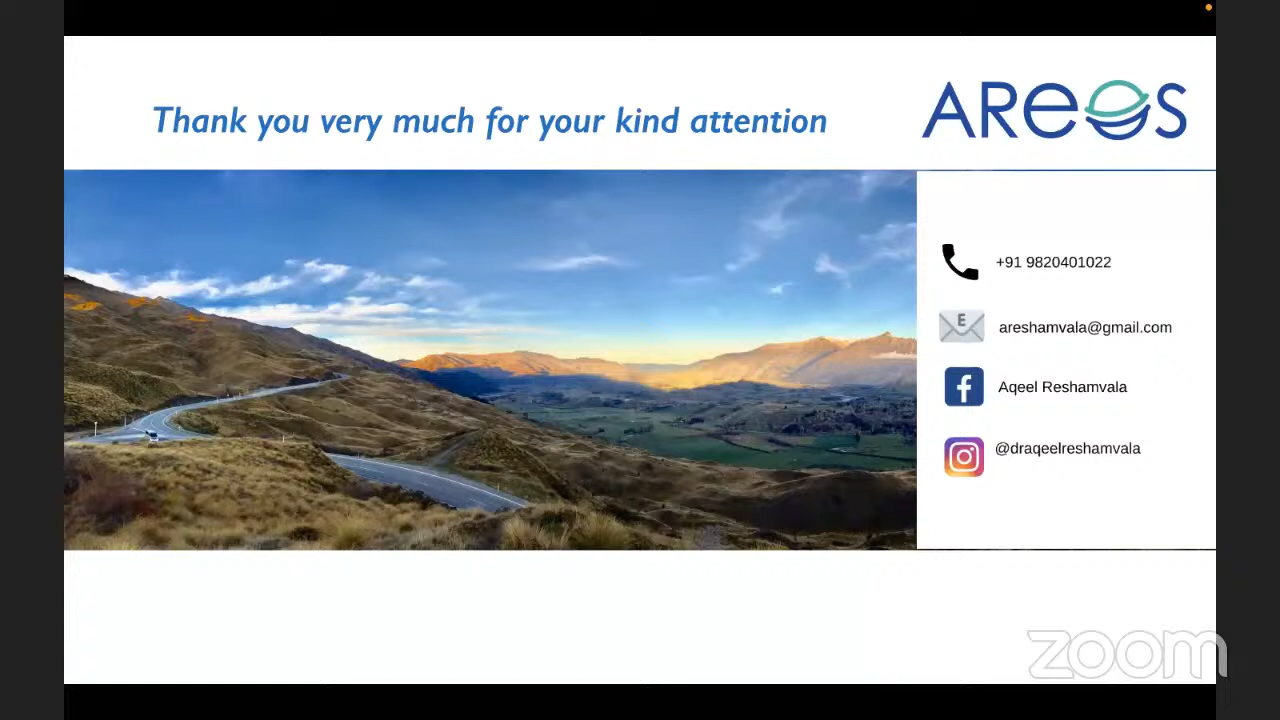 Thank you very much for your kind attention
AREOS
+91 9820401022
E
areshamvala@gmail.com
Aqeel Reshamvala
@draqeelreshamvala
zoom